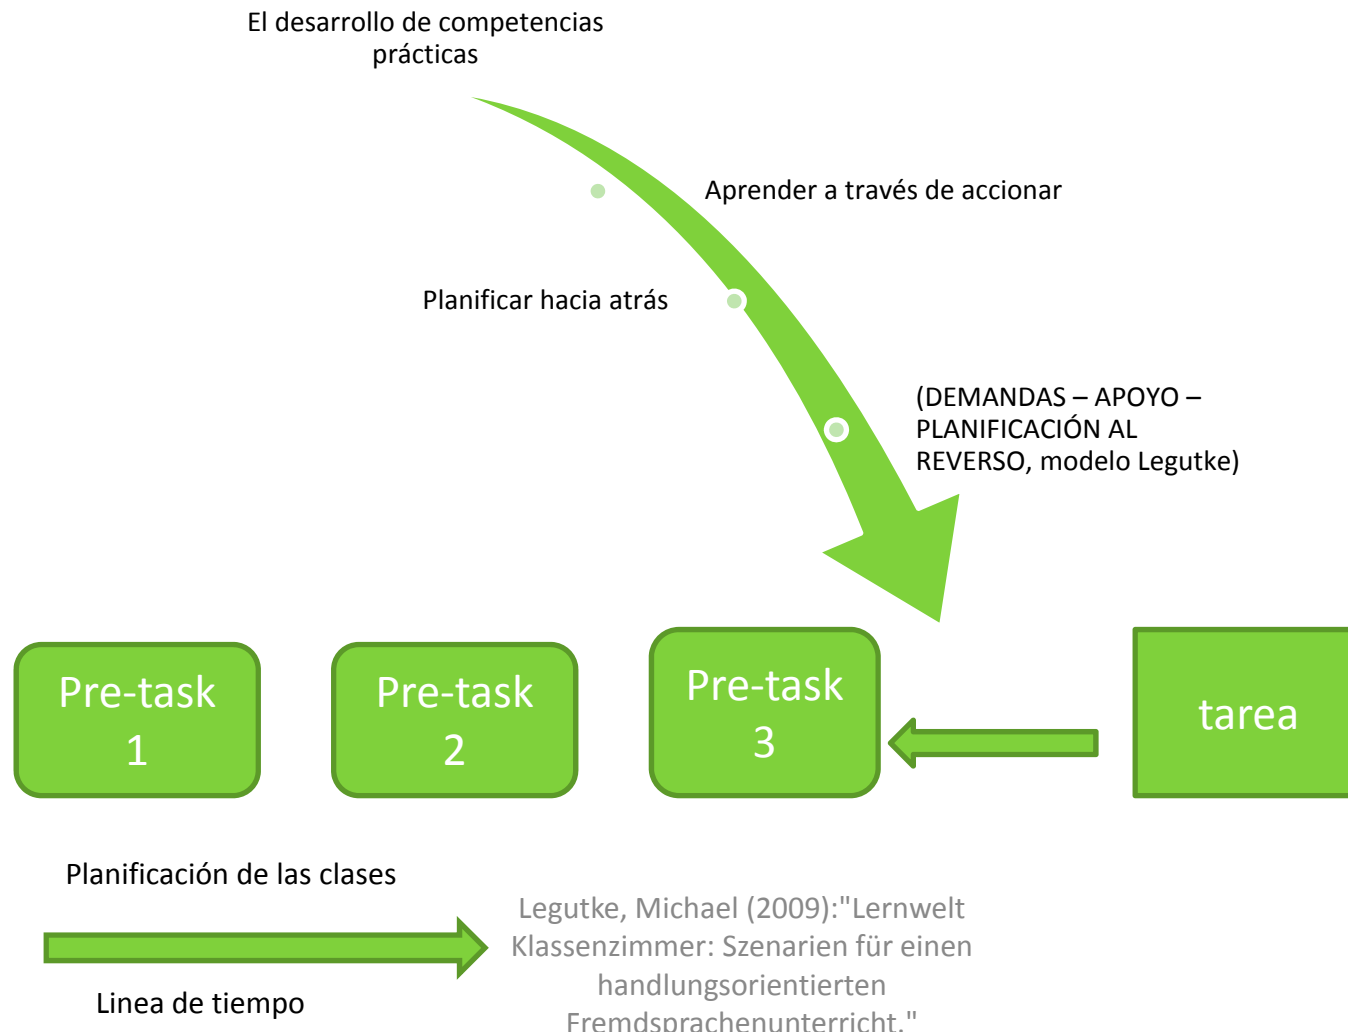 El desarrollo de competencias
prácticas
Aprender a través de accionar
Planificar hacia atrás
(DEMANDAS – APOYO –
PLANIFICACIÓN AL
REVERSO, modelo Legutke)
Pre-task
1
Pre-task
2
Pre-task
3
tarea
Planificación de las clases
Linea de tiempo
Legutke, Michael (2009):"Lernwelt
Klassenzimmer: Szenarien für einen
handlungsorientierten
Fremdsprachenunterricht."